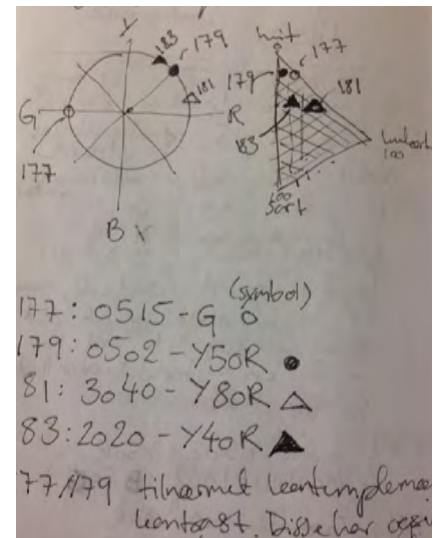 Y
183 179
181
G R
177
B
hvit
179 177
181
183
100
100
sort
(symbol)
177: 0515-G
179: 0502-Y50R
81: 3040-Y80R
83: 2020-Y40R
77/179 tilnærmet
kontrast. Disse har